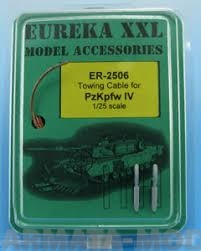 EUREKA XXL
MODEL ACCESSORIES
ER-2506
Towing Cable for
PzKpfw IV
1/25 scale